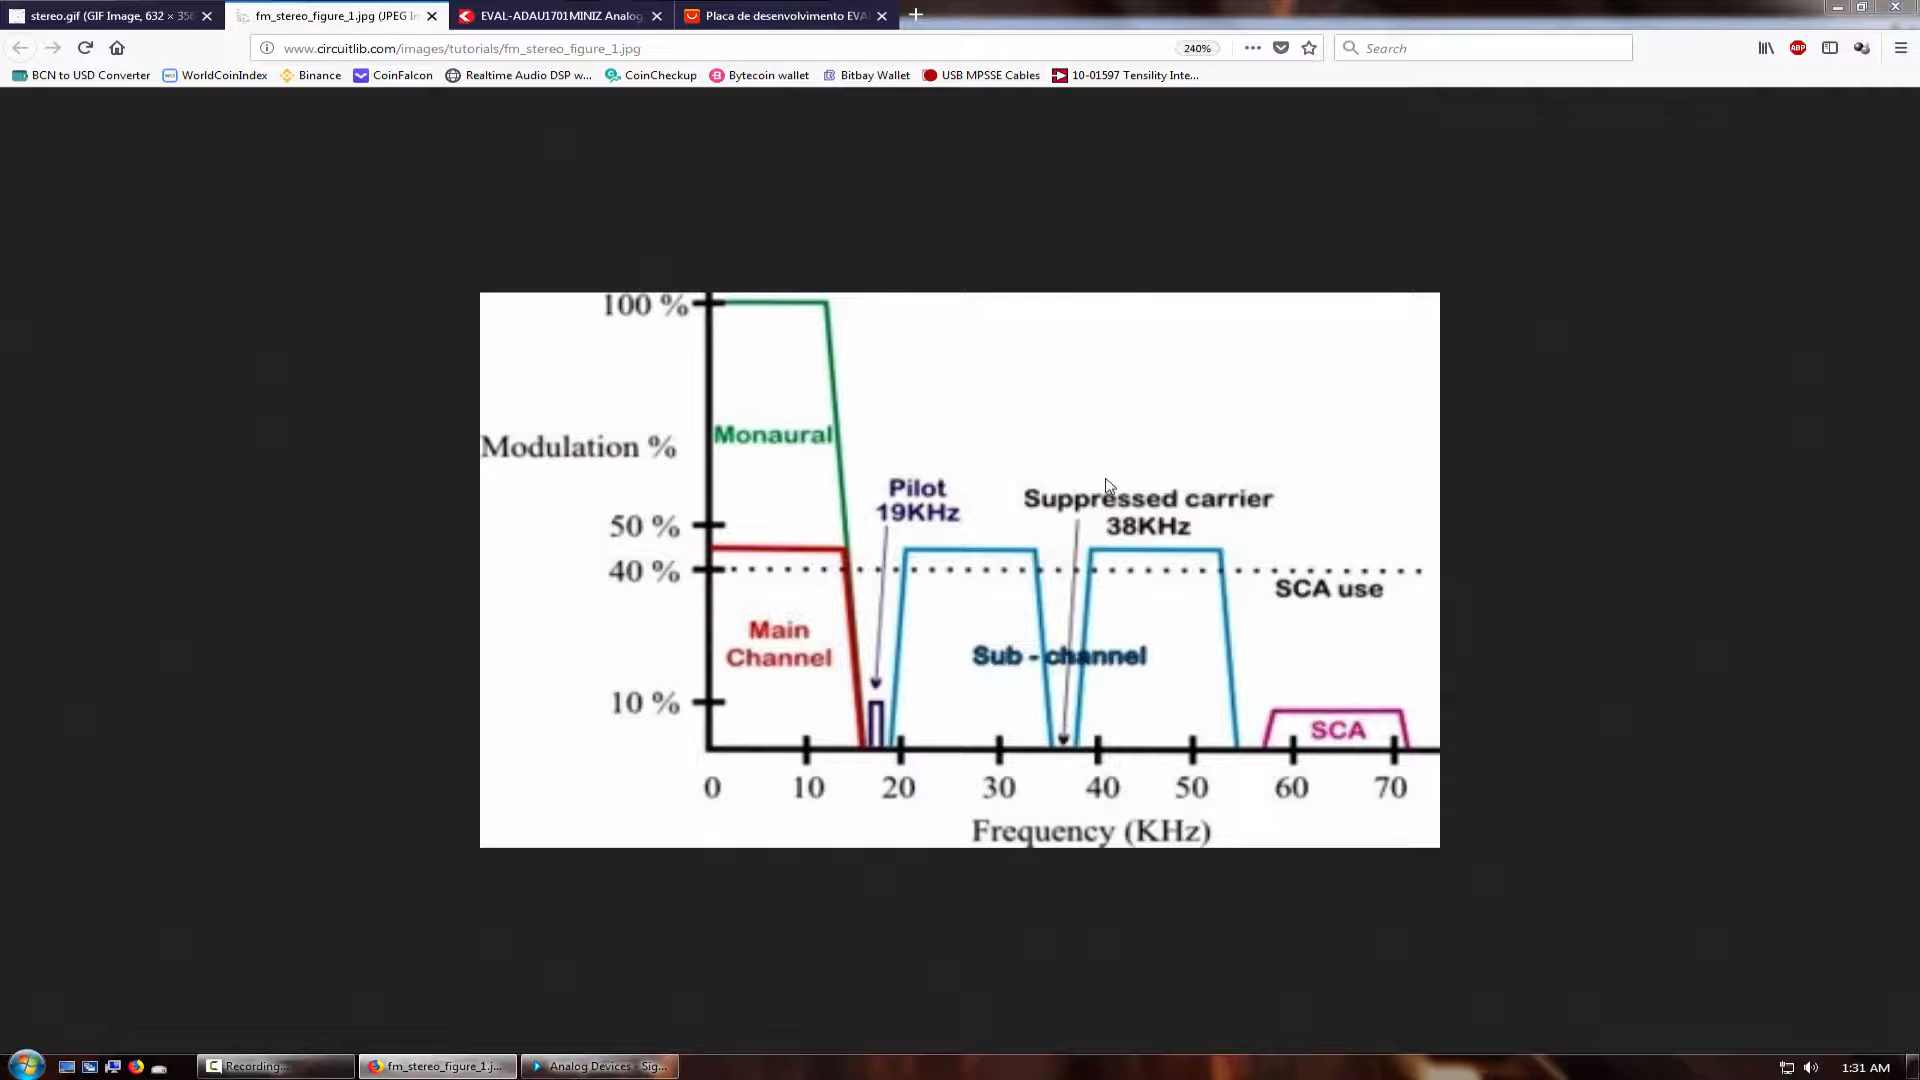 stereo.gif (GIF Image, 632 × 356
fm_stereo_figure_1.jpg (JPEG I
EVAL-ADAU1701MINIZ Analog
Placa de desenvolvimento EVA
www.circuitlib.com/images/tutorials/fm_stereo_figure_1.jpg
240%
Search
ABP
BCN to USD Converter
WorldCoinIndex
Binance
CoinFalcon
Realtime Audio DSP w...
CoinCheckup
Bytecoin wallet
Bitbay Wallet
USB MPSSE Cables
10-01597 Tensility Inte...
100 %
Monaural
Modulation %
Pilot
19KHz
Suppressed carrier
38KHz
50 %
40 %
SCA use
Main
Channel
Sub - channel
10 %
SCA
0 10 20 30 40 50 60 70
Frequency (KHz)
Recording...
fm_stereo_figure_1.j...
Analog Devices - Sig...
1:31 AM